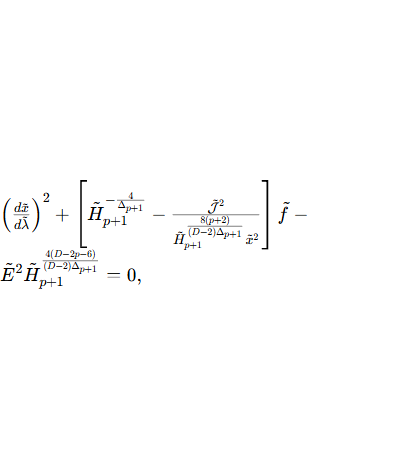 \left(\frac{d\tilde{x}}{d\tilde{\lambda}}\right)^2 + \left[\tilde{H}_{p+1}^{-\frac{4}{\Delta_{p+1}}} - \frac{\tilde{\mathcal{J}}^2}{\tilde{H}_{p+1}^{\frac{8(p+2)}{(D-2)\Delta_{p+1}}}\tilde{x}^2}\right]\tilde{f} -
\tilde{E}^2\tilde{H}_{p+1}^{\frac{4(D-2p-6)}{(D-2)\Delta_{p+1}}} = 0,